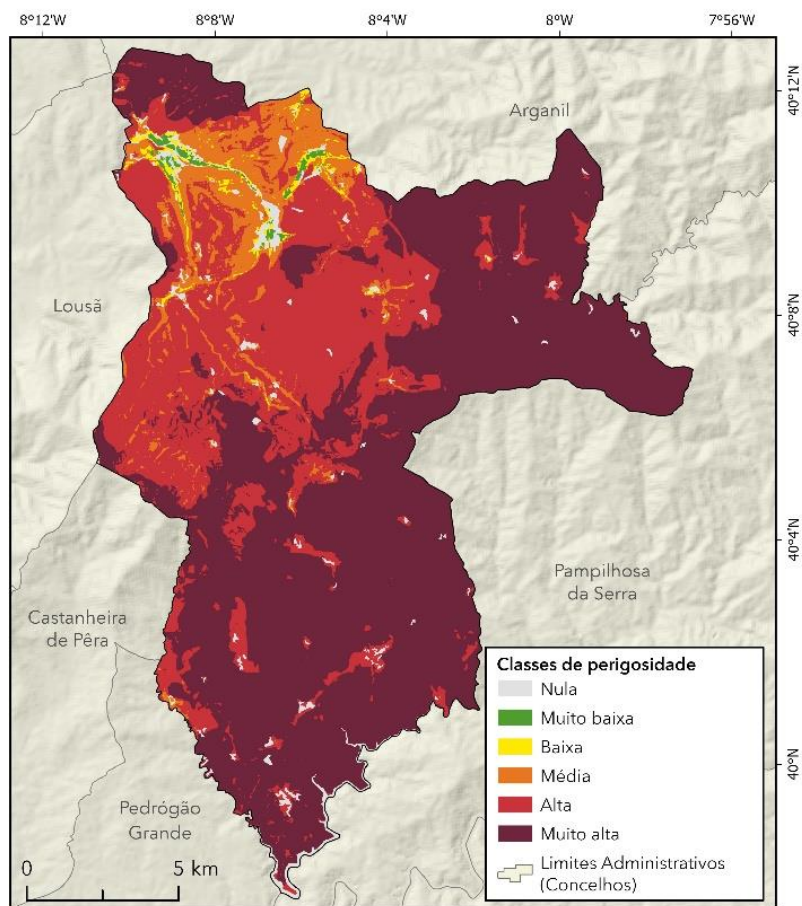 8°12'W 8°8'W 8°4'W 8°W 7°56'W
40°12'N
Arganil
Lousã
40°8'N
40°4'N
Pampilhosa
da Serra
Castanheira
de Pêra
Classes de perigosidade
Nula
Muito baixa
Baixa
Média
Alta
Muito alta
Limites Administrativos
(Concelhos)
40°N
Pedrógão
Grande
0 5 km